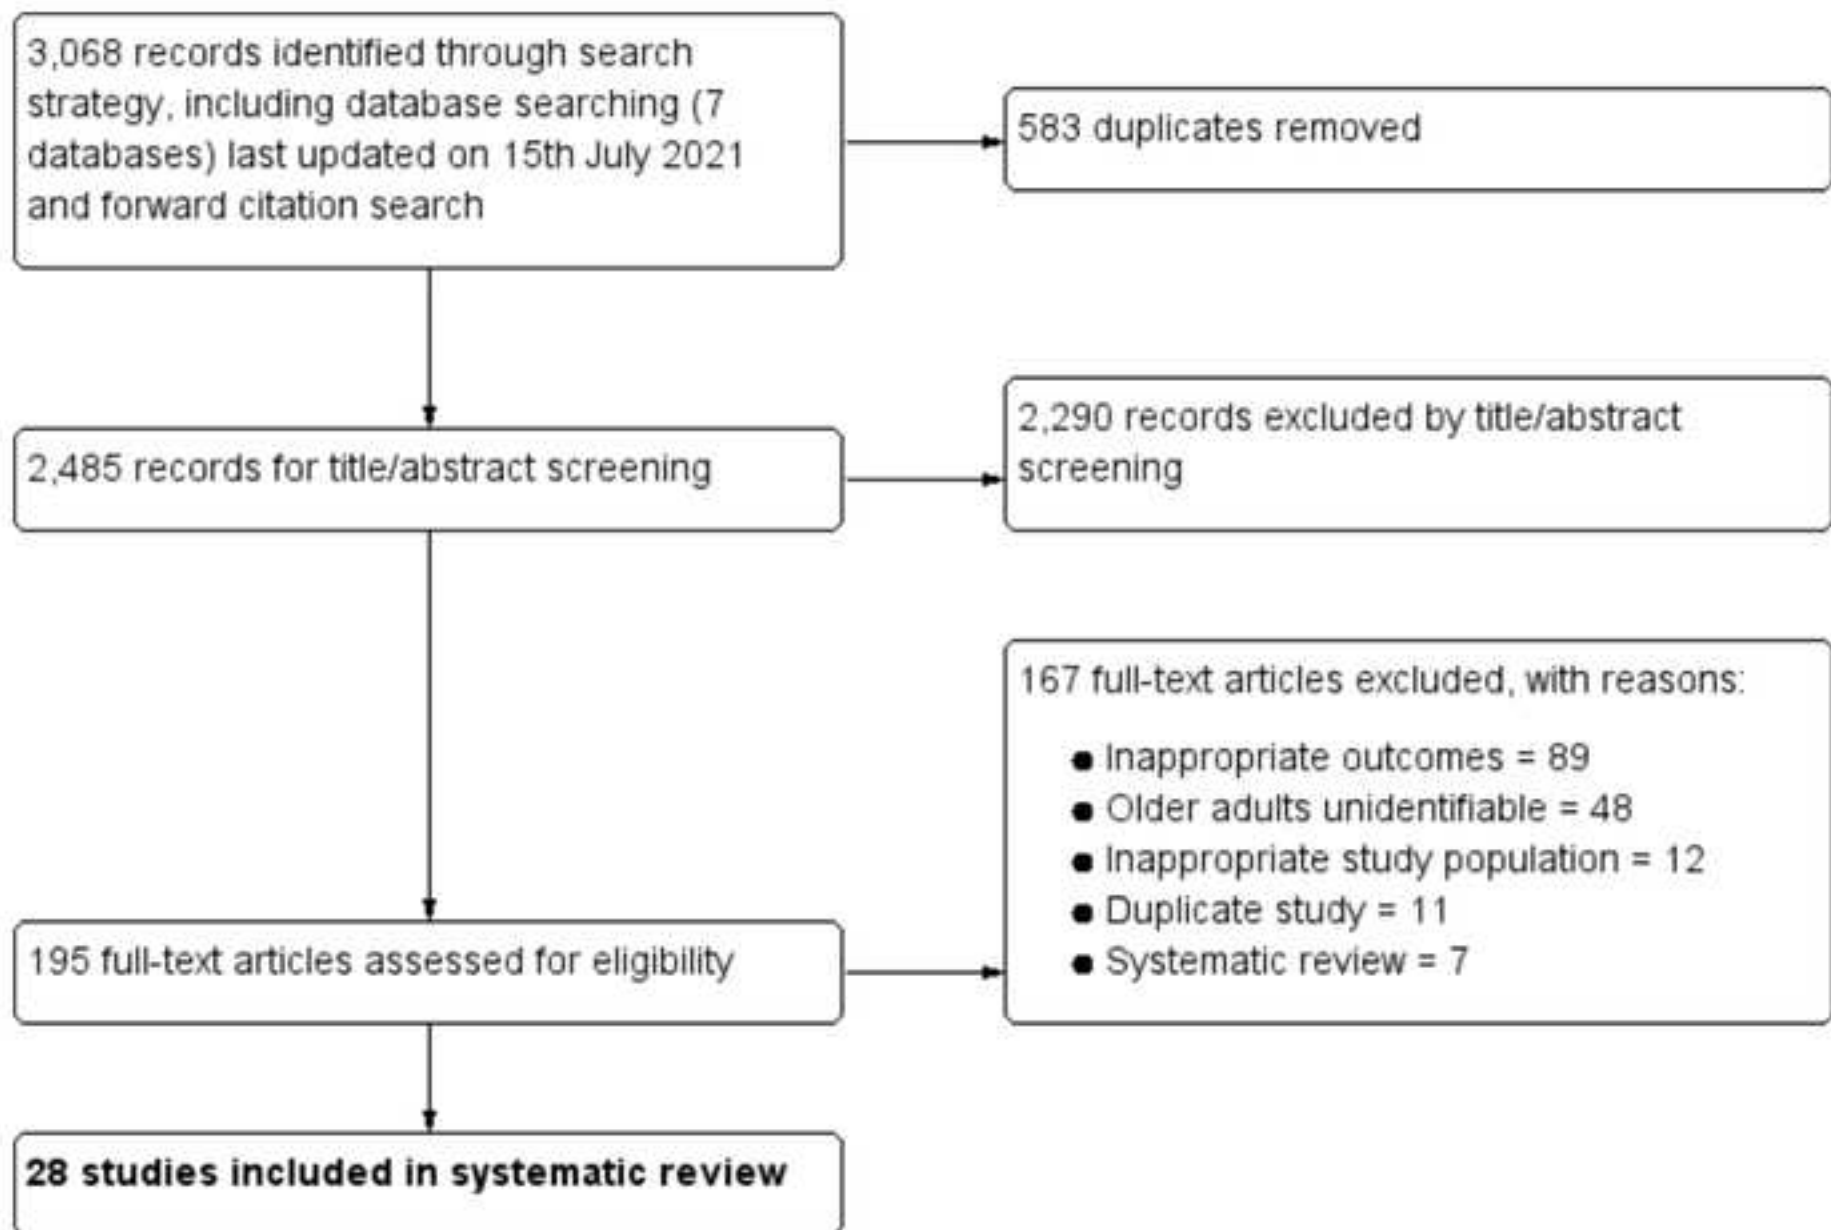 3,068 records identified through search
strategy, including database searching (7
databases) last updated on 15th July 2021
and forward citation search
583 duplicates removed
2,485 records for title/abstract screening
2,290 records excluded by title/abstract
screening
195 full-text articles assessed for eligibility
167 full-text articles excluded, with reasons:
● Inappropriate outcomes = 89
● Older adults unidentifiable = 48
● Inappropriate study population = 12
● Duplicate study = 11
● Systematic review = 7
28 studies included in systematic review